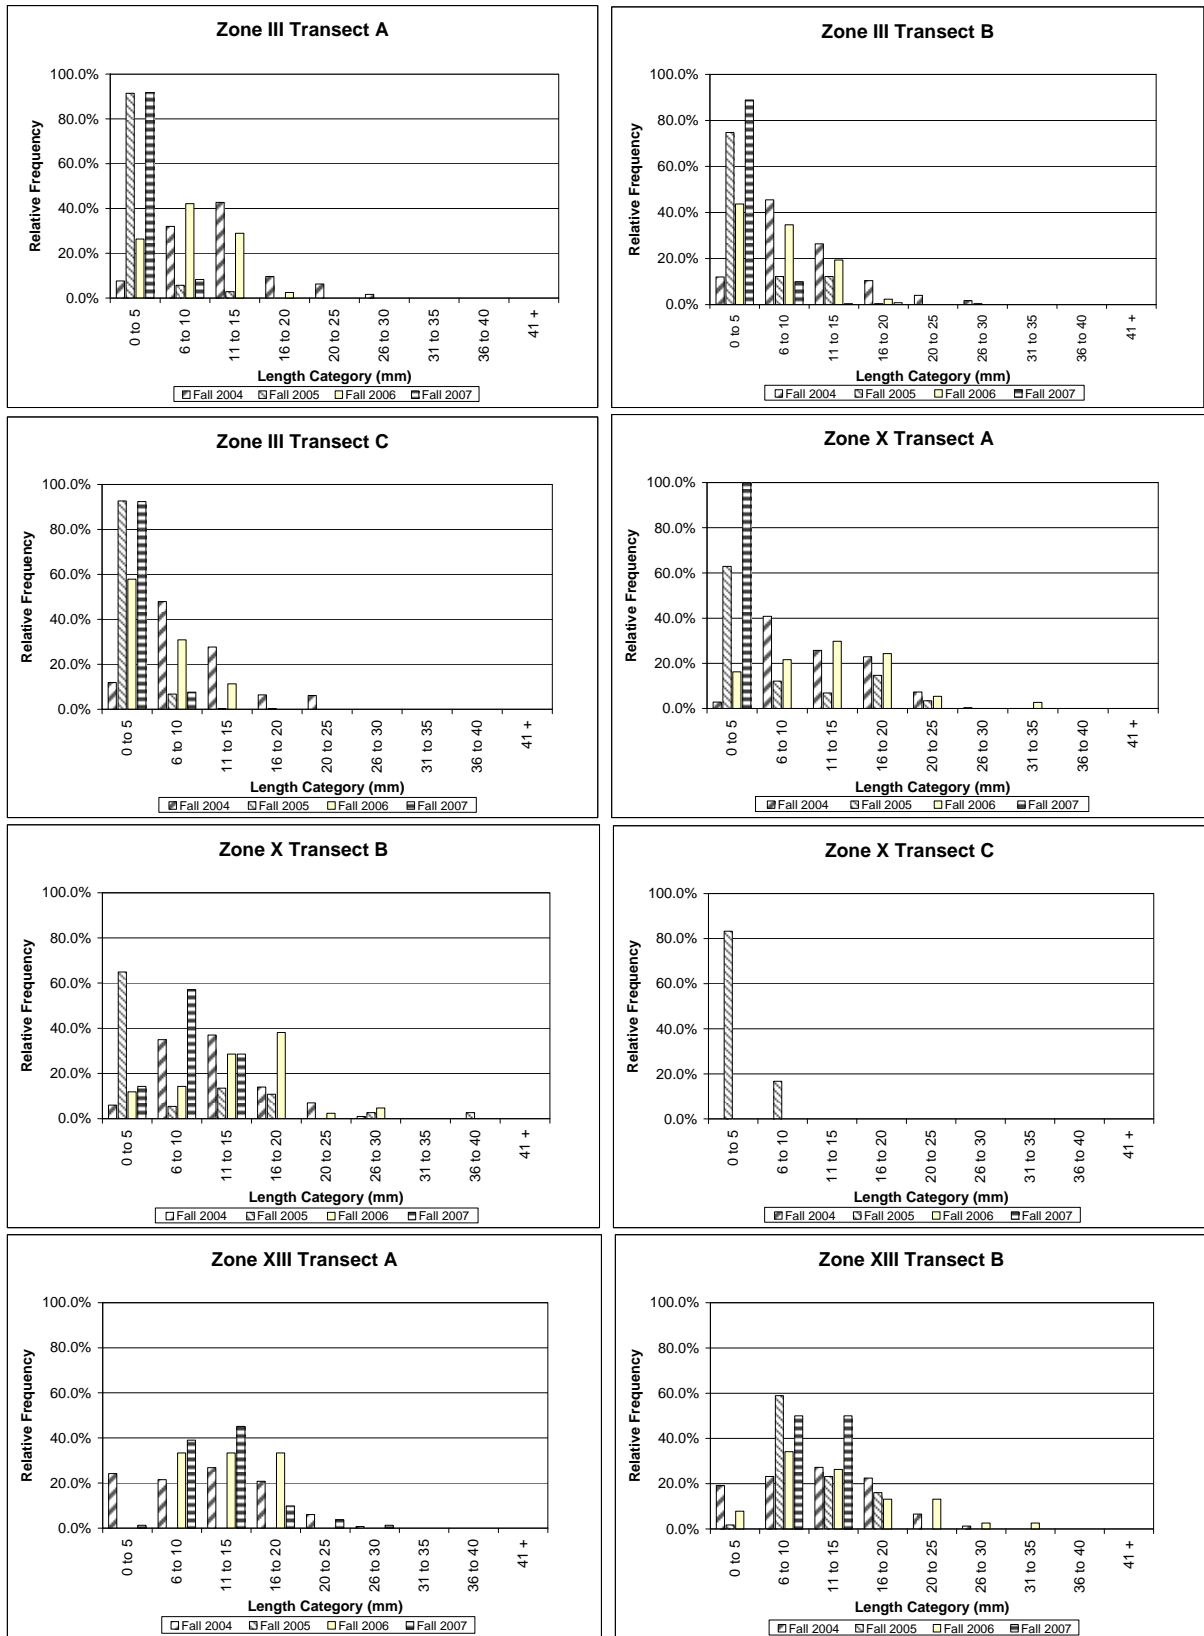 Zone III Transect A
100.0%
80.0%
60.0%
40.0%
20.0%
0.0%
Relative Frequency
0 to 5
6 to 10
11 to 15
16 to 20
20 to 25
26 to 30
31 to 35
36 to 40
41 +
Length Category (mm)
Fall 2004 Fall 2005 Fall 2006 Fall 2007
Zone III Transect B
100.0%
80.0%
60.0%
40.0%
20.0%
0.0%
Relative Frequency
0 to 5
6 to 10
11 to 15
16 to 20
20 to 25
26 to 30
31 to 35
36 to 40
41 +
Length Category (mm)
Fall 2004 Fall 2005 Fall 2006 Fall 2007
Zone III Transect C
100.0%
80.0%
60.0%
40.0%
20.0%
0.0%
Relative Frequency
0 to 5
6 to 10
11 to 15
16 to 20
20 to 25
26 to 30
31 to 35
36 to 40
41 +
Length Category (mm)
Fall 2004 Fall 2005 Fall 2006 Fall 2007
Zone X Transect A
100.0%
80.0%
60.0%
40.0%
20.0%
0.0%
Relative Frequency
0 to 5
6 to 10
11 to 15
16 to 20
20 to 25
26 to 30
31 to 35
36 to 40
41 +
Length Category (mm)
Fall 2004 Fall 2005 Fall 2006 Fall 2007
Zone X Transect B
100.0%
80.0%
60.0%
40.0%
20.0%
0.0%
Relative Frequency
0 to 5
6 to 10
11 to 15
16 to 20
20 to 25
26 to 30
31 to 35
36 to 40
41 +
Length Category (mm)
Fall 2004 Fall 2005 Fall 2006 Fall 2007
Zone X Transect C
100.0%
80.0%
60.0%
40.0%
20.0%
0.0%
Relative Frequency
0 to 5
6 to 10
11 to 15
16 to 20
20 to 25
26 to 30
31 to 35
36 to 40
41 +
Length Category (mm)
Fall 2004 Fall 2005 Fall 2006 Fall 2007
Zone XIII Transect A
100.0%
80.0%
60.0%
40.0%
20.0%
0.0%
Relative Frequency
0 to 5
6 to 10
11 to 15
16 to 20
20 to 25
26 to 30
31 to 35
36 to 40
41 +
Length Category (mm)
Fall 2004 Fall 2005 Fall 2006 Fall 2007
Zone XIII Transect B
100.0%
80.0%
60.0%
40.0%
20.0%
0.0%
Relative Frequency
0 to 5
6 to 10
11 to 15
16 to 20
20 to 25
26 to 30
31 to 35
36 to 40
41 +
Length Category (mm)
Fall 2004 Fall 2005 Fall 2006 Fall 2007